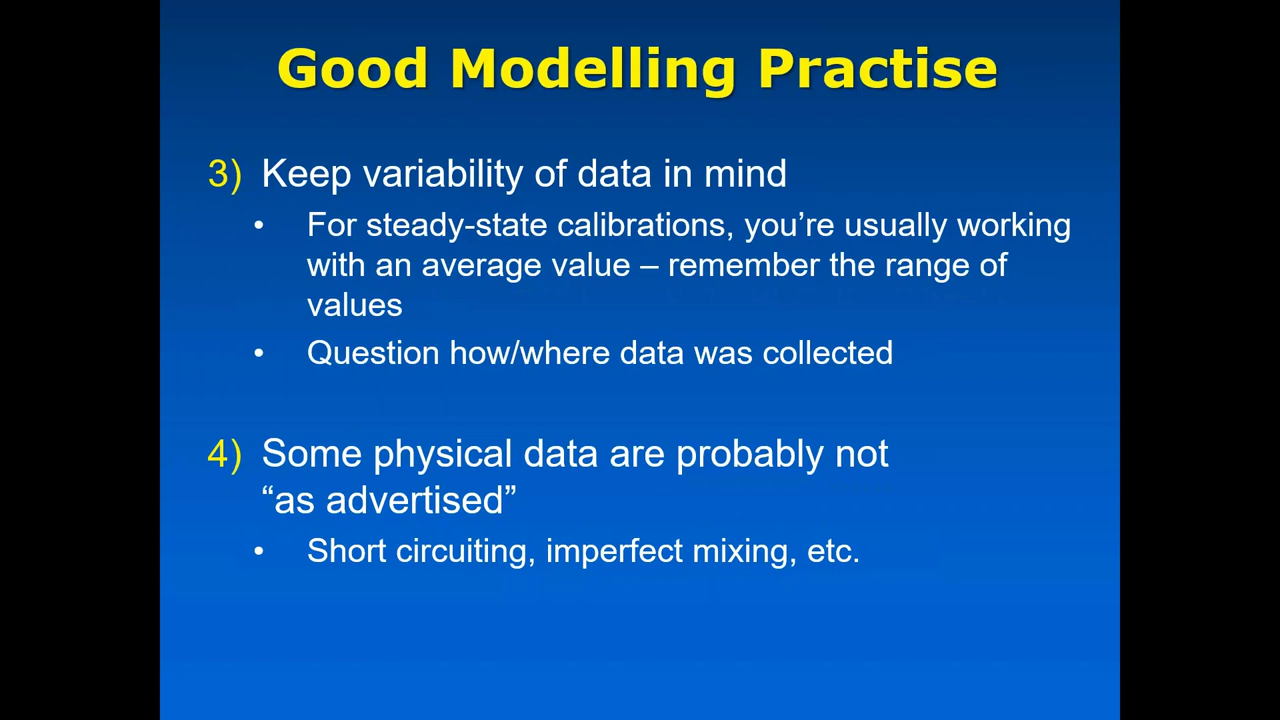 Good Modelling Practise
3) Keep variability of data in mind
• For steady-state calibrations, you’re usually working
with an average value – remember the range of
values
• Question how/where data was collected
4) Some physical data are probably not
“as advertised”
• Short circuiting, imperfect mixing, etc.